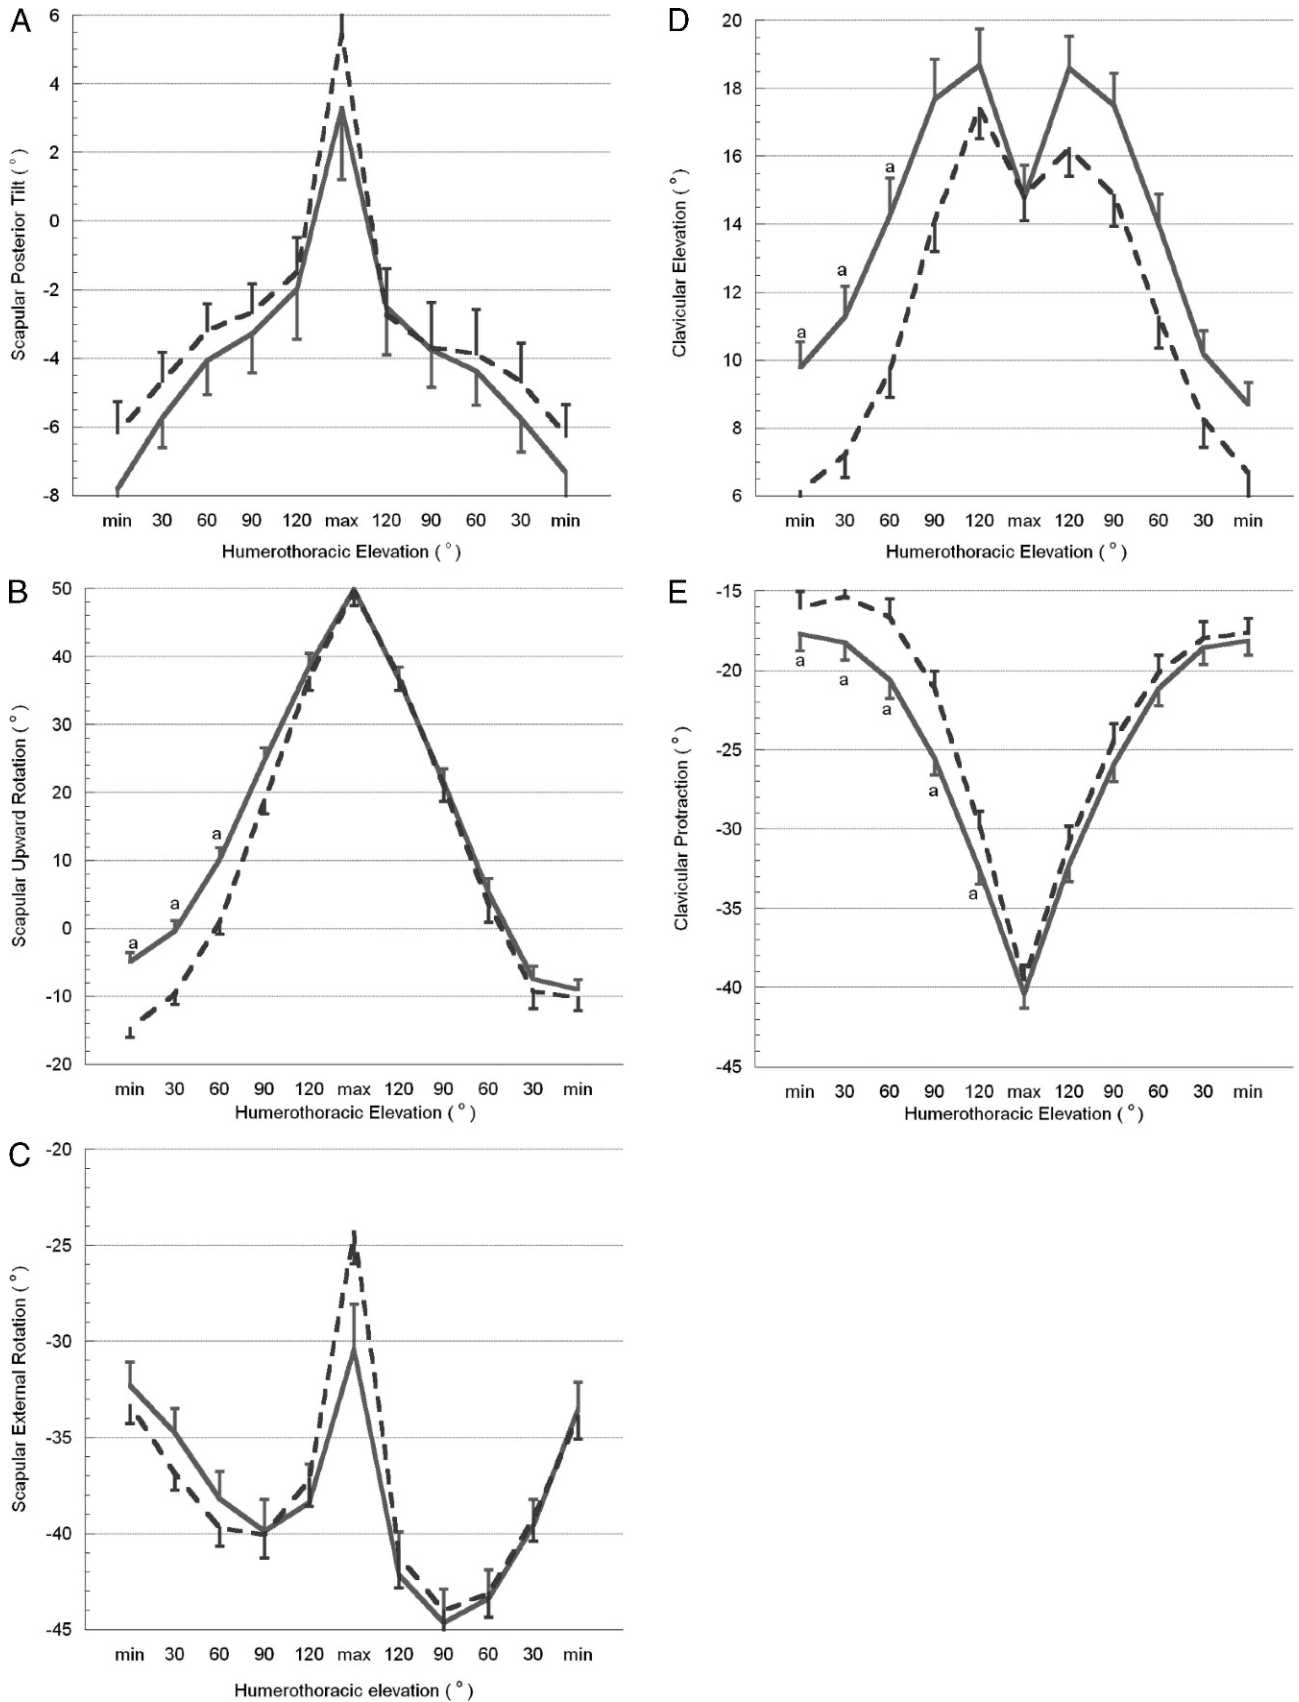 A
Scapular Posterior Tilt ( ° )
6
4
2
0
-2
-4
-6
-8
min 30 60 90 120 max 120 90 60 30 min
Humerothoracic Elevation ( ° )
B
Scapular Upward Rotation ( ° )
50
40
30
20
10
0
-10
-20
a
a
a
min 30 60 90 120 max 120 90 60 30 min
Humerothoracic Elevation ( ° )
C
Scapular External Rotation ( ° )
-20
-25
-30
-35
-40
-45
min 30 60 90 120 max 120 90 60 30 min
Humerothoracic elevation ( ° )
D
Clavicular Elevation ( ° )
20
18
16
14
12
10
8
6
a
a
a
min 30 60 90 120 max 120 90 60 30 min
Humerothoracic Elevation ( ° )
E
Clavicular Protraction ( ° )
-15
-20
-25
-30
-35
-40
-45
a
a
a
a
a
min 30 60 90 120 max 120 90 60 30 min
Humerothoracic Elevation ( ° )